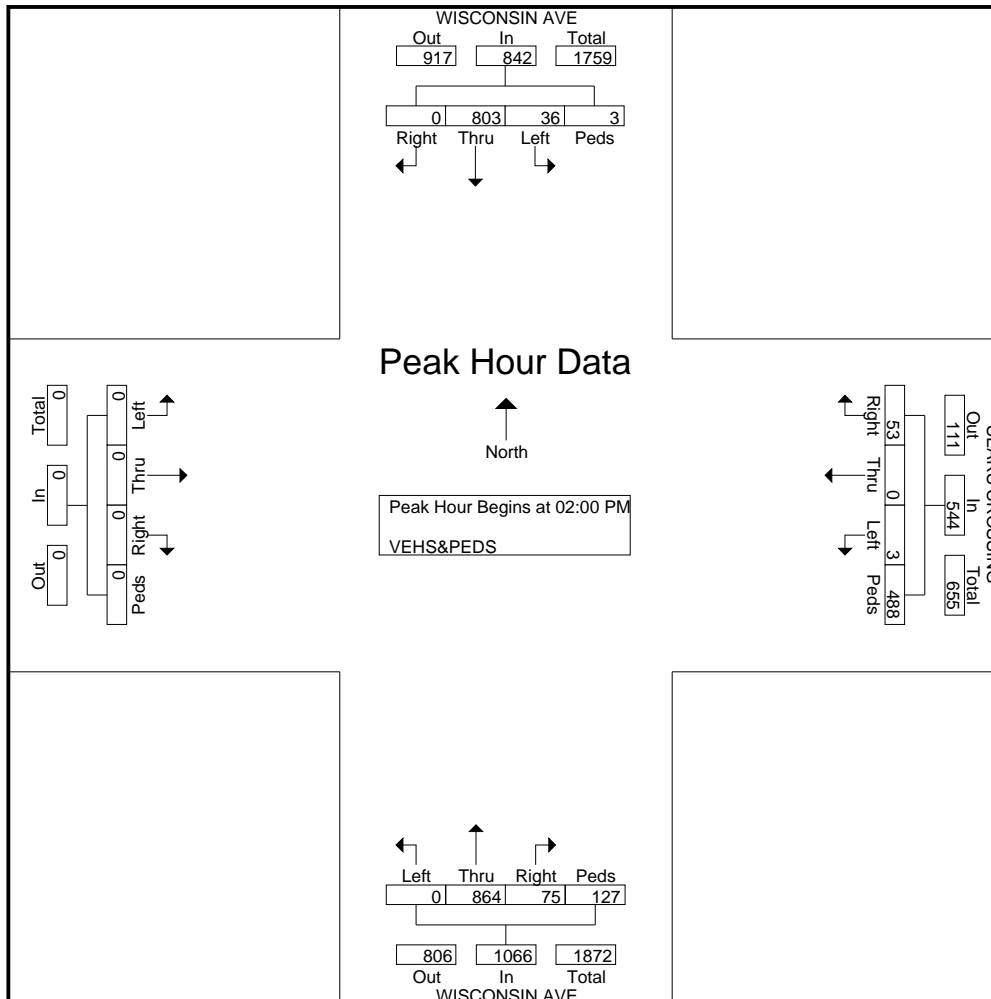 WISCONSIN AVE
Out In Total
917 842 1759
0 803 36 3
Right Thru Left Peds
Peak Hour Data
North
Peak Hour Begins at 02:00 PM
VEHS&PEDS
Left Thru Right Peds
0 0 0 0
Total In Out
0 0 0
Right Thru Left Peds
53 0 3 488
Out In Total
111 544 655
Left Thru Right Peds
0 864 75 127
806 1066 1872
Out In Total
WISCONSIN AVE